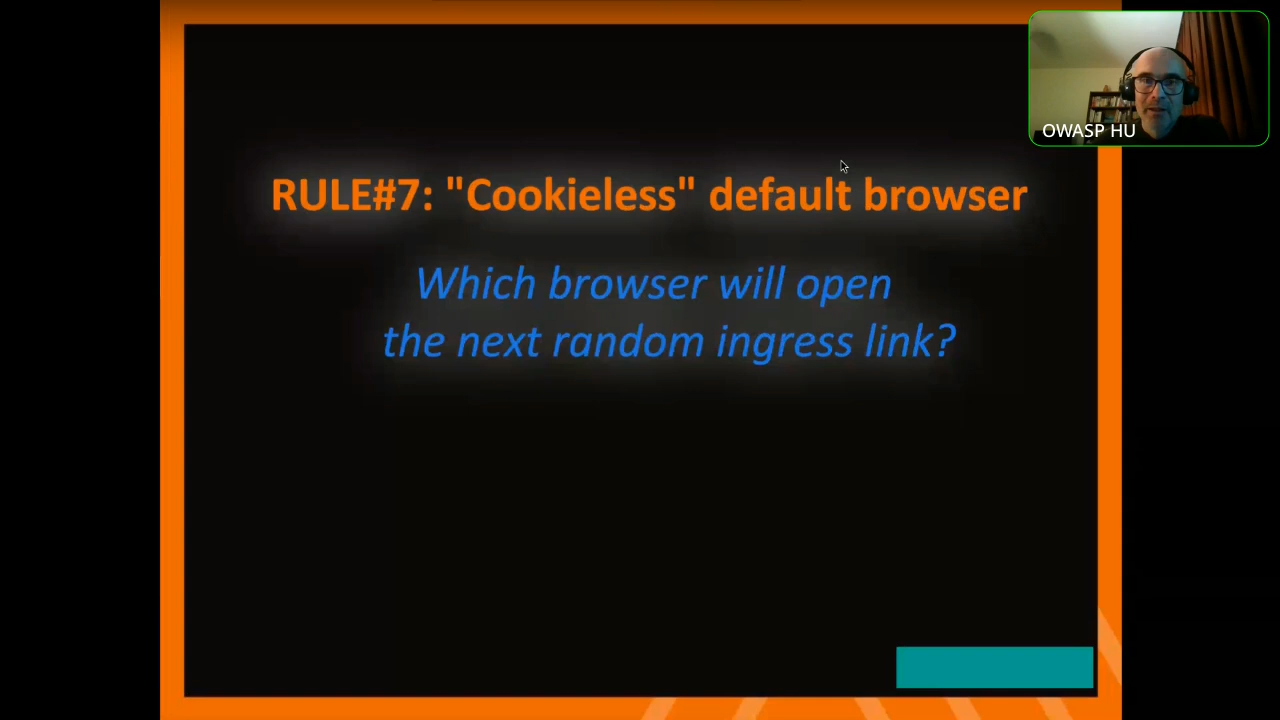 RULE#7: "Cookieless" default browser
Which browser will open
the next random ingress link?
OWASP HU